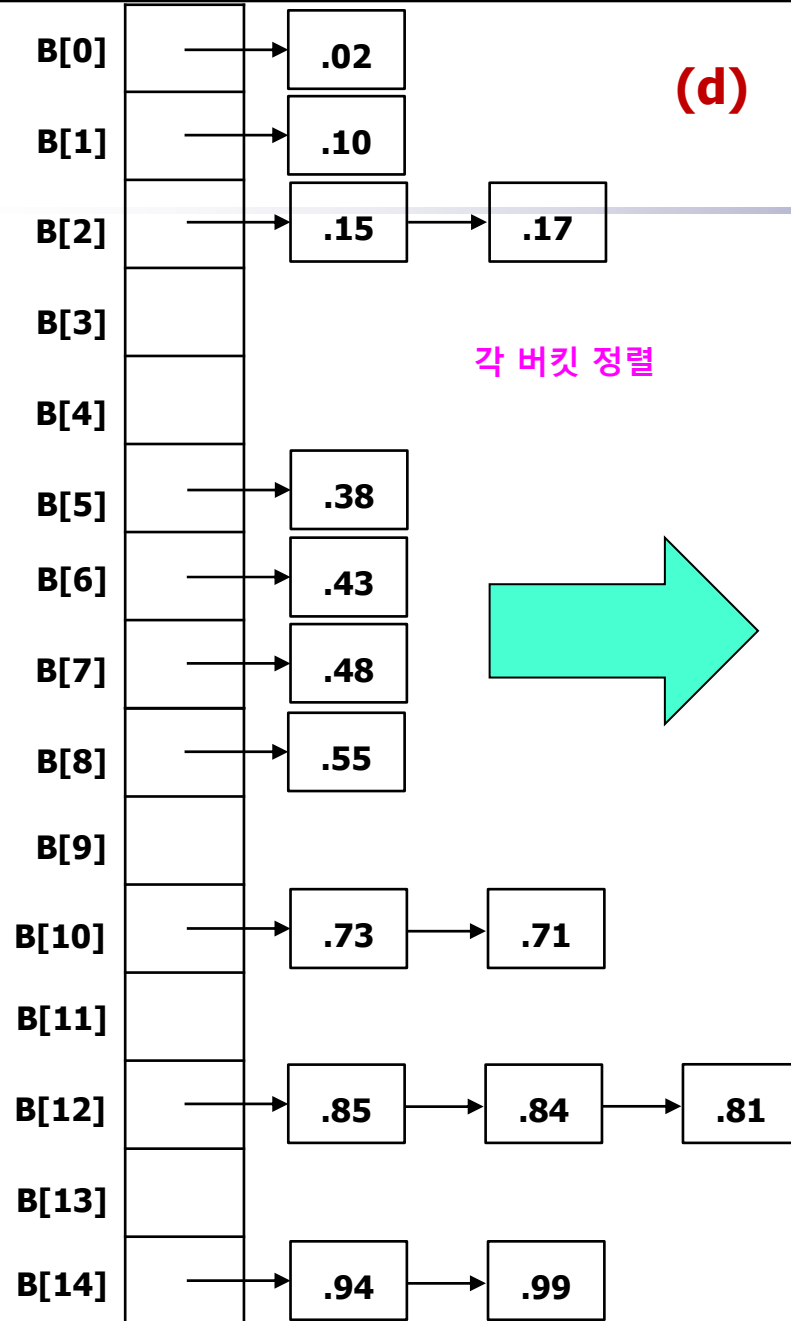 B[0] .02
(d)
B[1] .10
B[2] .15 .17
B[3]
각 버킷 정렬
B[4]
B[5] .38
B[6] .43
B[7] .48
B[8] .55
B[9]
B[10] .73 .71
B[11]
B[12] .85 .84 .81
B[13]
B[14] .94 .99